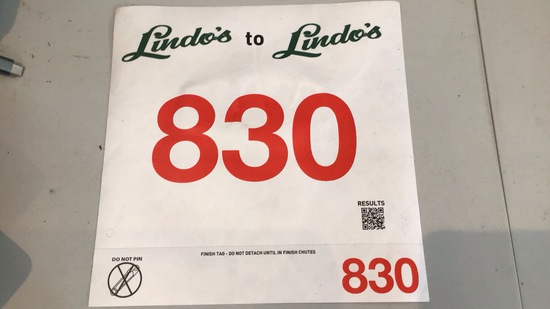 Lindo's to Lindo's
830
RESULTS
DO NOT PIN
FINISH TAG - DO NOT DETACH UNTIL IN FINISH CHUTES
830